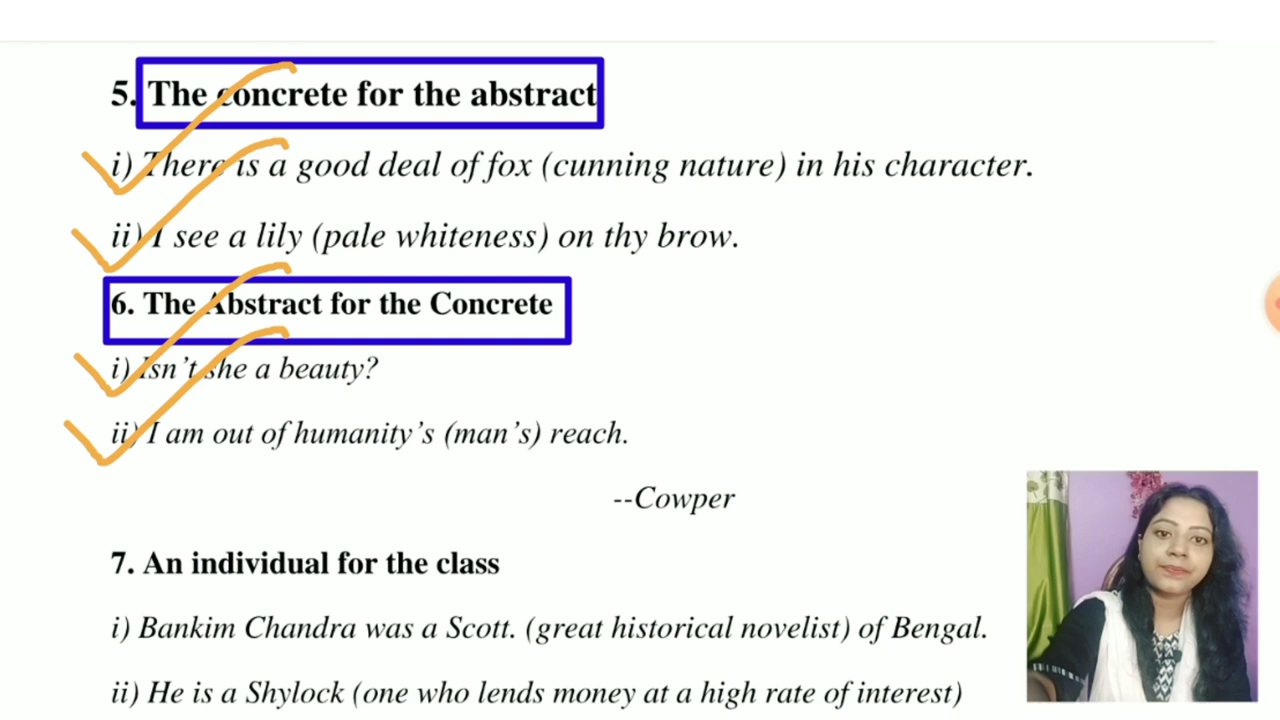 5. The concrete for the abstract
i) There is a good deal of fox (cunning nature) in his character.
ii) I see a lily (pale whiteness) on thy brow.
6. The Abstract for the Concrete
i) Isn’t she a beauty?
ii) I am out of humanity’s (man’s) reach.
--Cowper
7. An individual for the class
i) Bankim Chandra was a Scott. (great historical novelist) of Bengal.
ii) He is a Shylock (one who lends money at a high rate of interest)